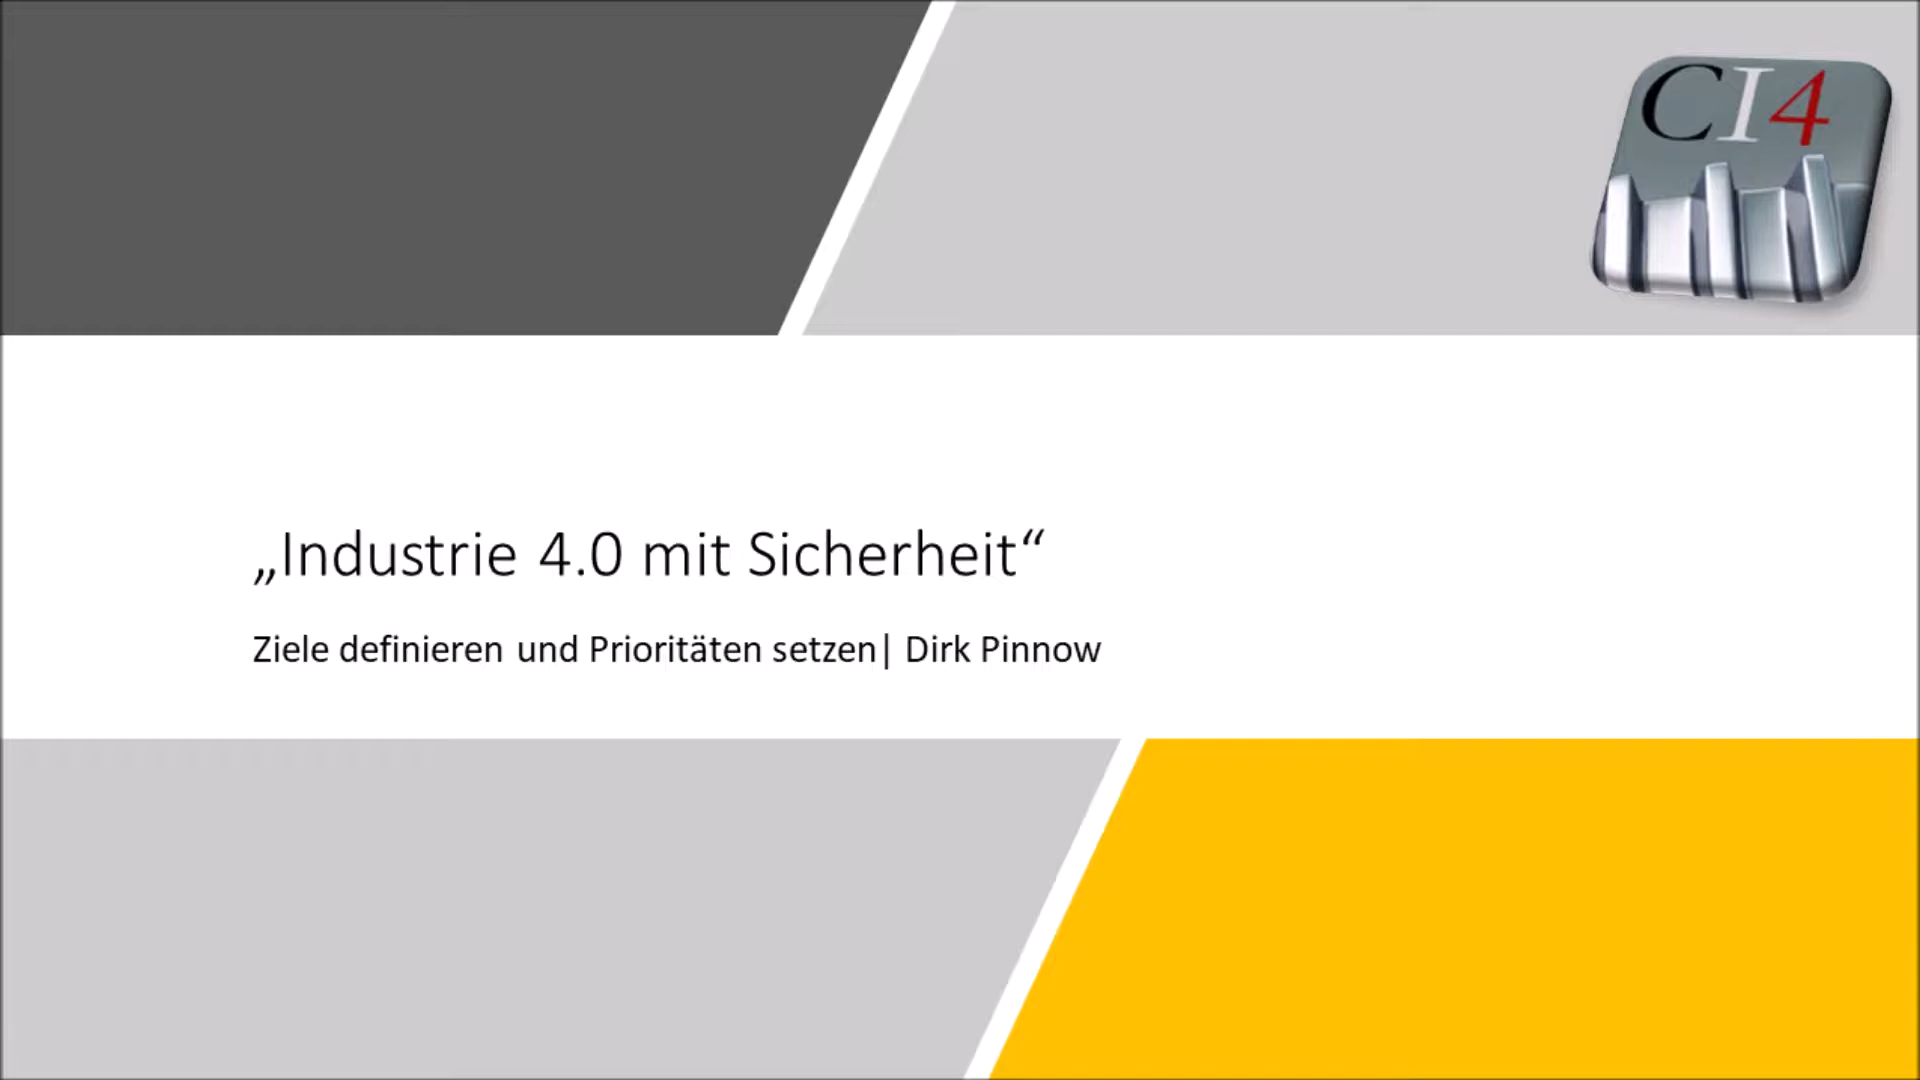 CI4
„Industrie 4.0 mit Sicherheit“
Ziele definieren und Prioritäten setzen| Dirk Pinnow